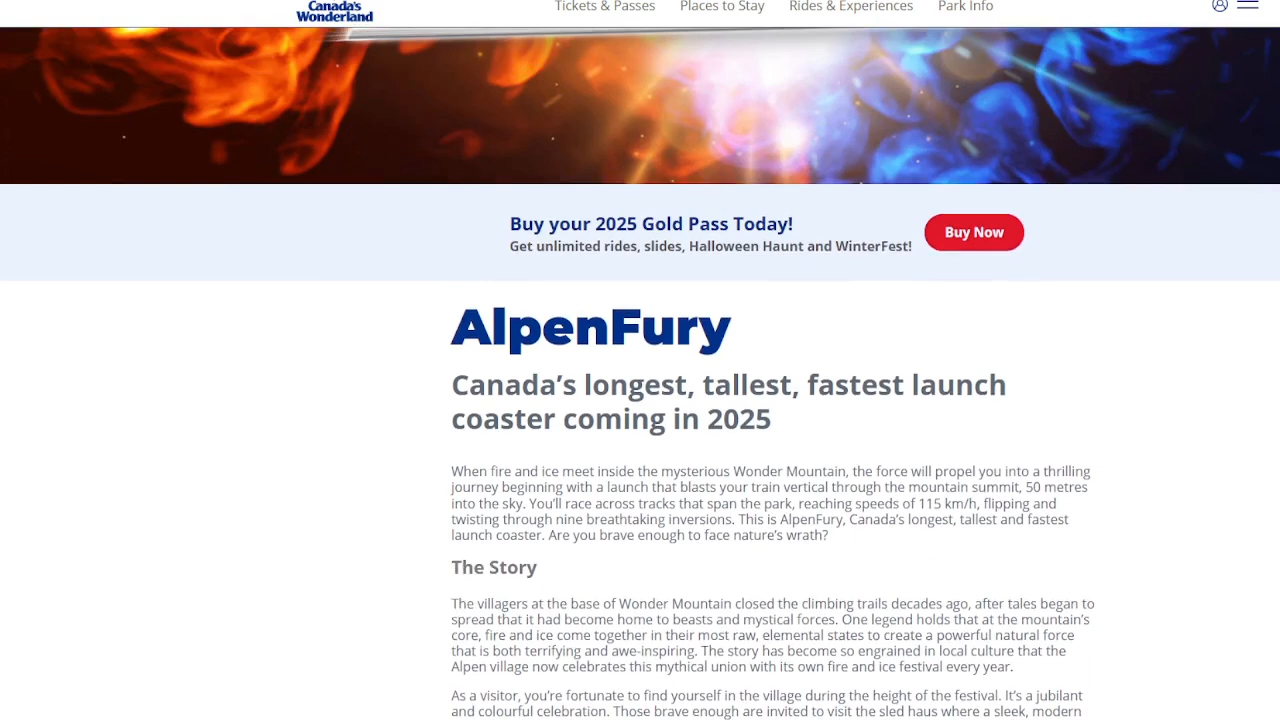 Canada's
Wonderland
Tickets & Passes Places to Stay Rides & Experiences Park Info
Buy your 2025 Gold Pass Today!
Get unlimited rides, slides, Halloween Haunt and WinterFest!
Buy Now
AlpenFury
Canada’s longest, tallest, fastest launch
coaster coming in 2025
When fire and ice meet inside the mysterious Wonder Mountain, the force will propel you into a thrilling
journey beginning with a launch that blasts your train vertical through the mountain summit, 50 metres
into the sky. You’ll race across tracks that span the park, reaching speeds of 115 km/h, flipping and
twisting through nine breathtaking inversions. This is AlpenFury, Canada’s longest, tallest and fastest
launch coaster. Are you brave enough to face nature’s wrath?
The Story
The villagers at the base of Wonder Mountain closed the climbing trails decades ago, after tales began to
spread that it had become home to beasts and mystical forces. One legend holds that at the mountain’s
core, fire and ice come together in their most raw, elemental states to create a powerful natural force
that is both terrifying and awe-inspiring. The story has become so engrained in local culture that the
Alpen village now celebrates this mythical union with its own fire and ice festival every year.
As a visitor, you’re fortunate to find yourself in the village during the height of the festival. It’s a jubilant
and colourful celebration. Those brave enough are invited to visit the sled haus where a sleek, modern